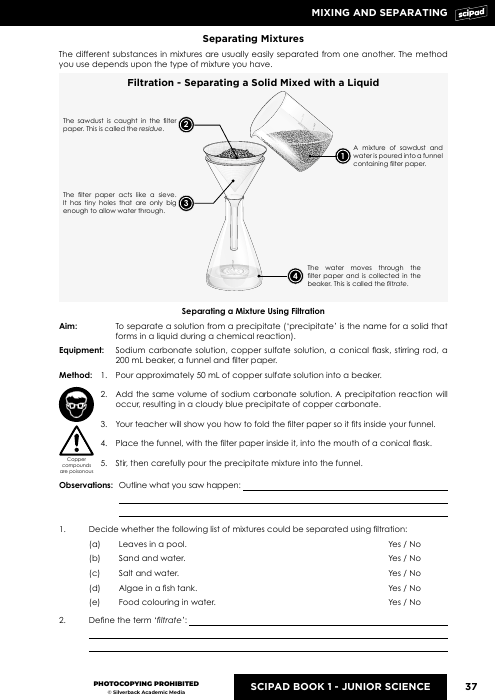 MIXING AND SEPARATING scipad
Separating Mixtures
The different substances in mixtures are usually easily separated from one another. The method
you use depends upon the type of mixture you have.
Filtration - Separating a Solid Mixed with a Liquid
The sawdust is caught in the filter
paper. This is called the residue.
2
1
A mixture of sawdust and
water is poured into a funnel
containing filter paper.
The filter paper acts like a sieve.
It has tiny holes that are only big
enough to allow water through.
3
4
The water moves through the
filter paper and is collected in the
beaker. This is called the filtrate.
Separating a Mixture Using Filtration
Aim: To separate a solution from a precipitate ('precipitate' is the name for a solid that
forms in a liquid during a chemical reaction).
Equipment: Sodium carbonate solution, copper sulfate solution, a conical flask, stirring rod, a
200 mL beaker, a funnel and filter paper.
Method: 1. Pour approximately 50 mL of copper sulfate solution into a beaker.
2. Add the same volume of sodium carbonate solution. A precipitation reaction will
occur, resulting in a cloudy blue precipitate of copper carbonate.
3. Your teacher will show you how to fold the filter paper so it fits inside your funnel.
4. Place the funnel, with the filter paper inside it, into the mouth of a conical flask.
5. Stir, then carefully pour the precipitate mixture into the funnel.
Copper
compounds
are poisonous
Observations: Outline what you saw happen:
1. Decide whether the following list of mixtures could be separated using filtration:
(a) Leaves in a pool. Yes / No
(b) Sand and water. Yes / No
(c) Salt and water. Yes / No
(d) Algae in a fish tank. Yes / No
(e) Food colouring in water. Yes / No
2. Define the term 'filtrate':
PHOTOCOPYING PROHIBITED
© Silverback Academic Media
SCIPAD BOOK 1 - JUNIOR SCIENCE
37